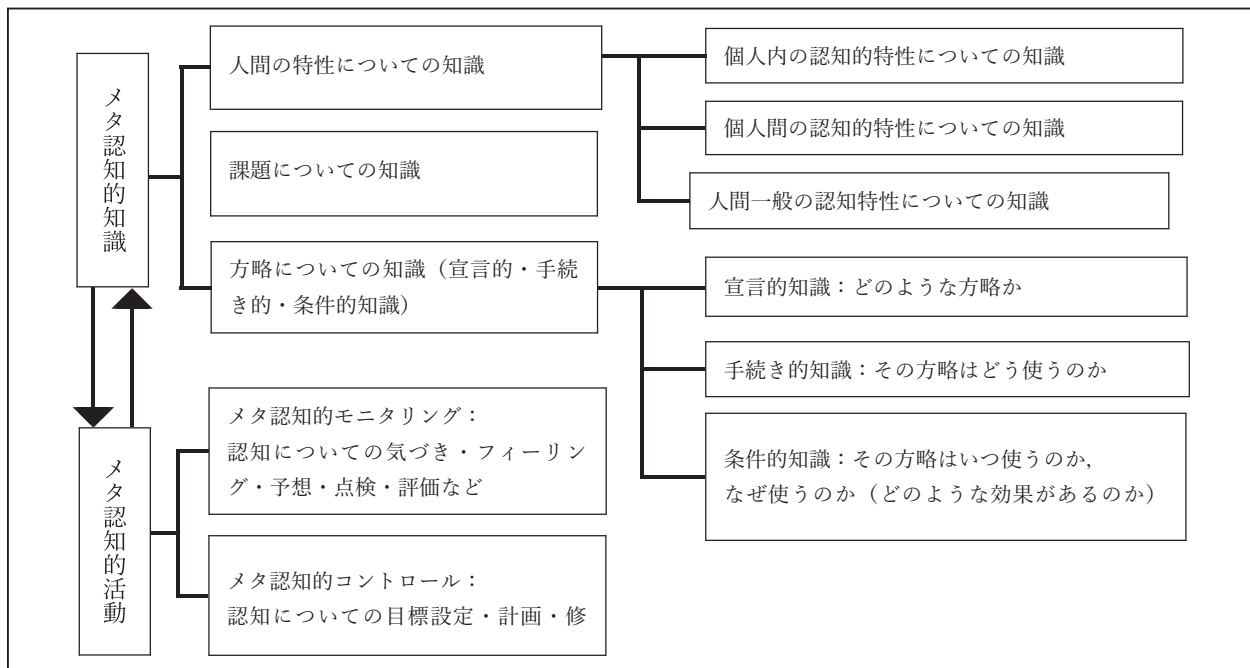 メタ認知的知識
人間の特性についての知識
個人内の認知的特性についての知識
個人間の認知的特性についての知識
人間一般の認知特性についての知識
課題についての知識
方略についての知識（宣言的・手続
き的・条件的知識）
宣言的知識：どのような方略か
手続き的知識：その方略はどう使うのか
条件的知識：その方略はいつ使うのか，
なぜ使うのか（どのような効果があるのか）
メタ認知的活動
メタ認知的モニタリング：
認知についての気づき・フィーリン
グ・予想・点検・評価など
メタ認知的コントロール：
認知についての目標設定・計画・修